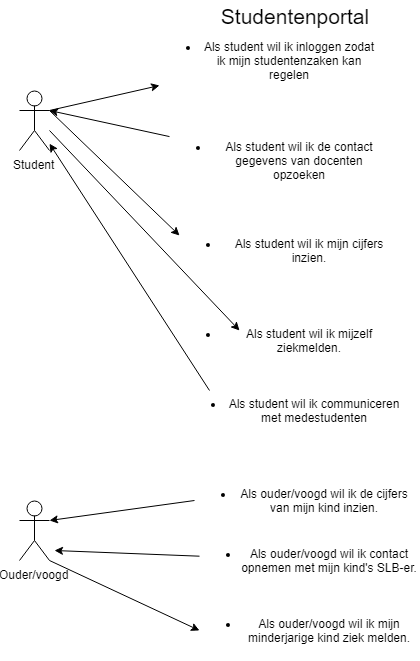 Studentenportal
Als student wil ik inloggen zodat
ik mijn studentenzaken kan
regelen
Student
Als student wil ik de contact
gegevens van docenten
opzoeken
Als student wil ik mijn cijfers
inzien.
Als student wil ik mijzelf
ziekmelden.
Als student wil ik communiceren
met medestudenten
Als ouder/voogd wil ik de cijfers
van mijn kind inzien.
Ouder/voogd
Als ouder/voogd wil ik contact
opnemen met mijn kind's SLB-er.
Als ouder/voogd wil ik mijn
minderjarige kind ziek melden.